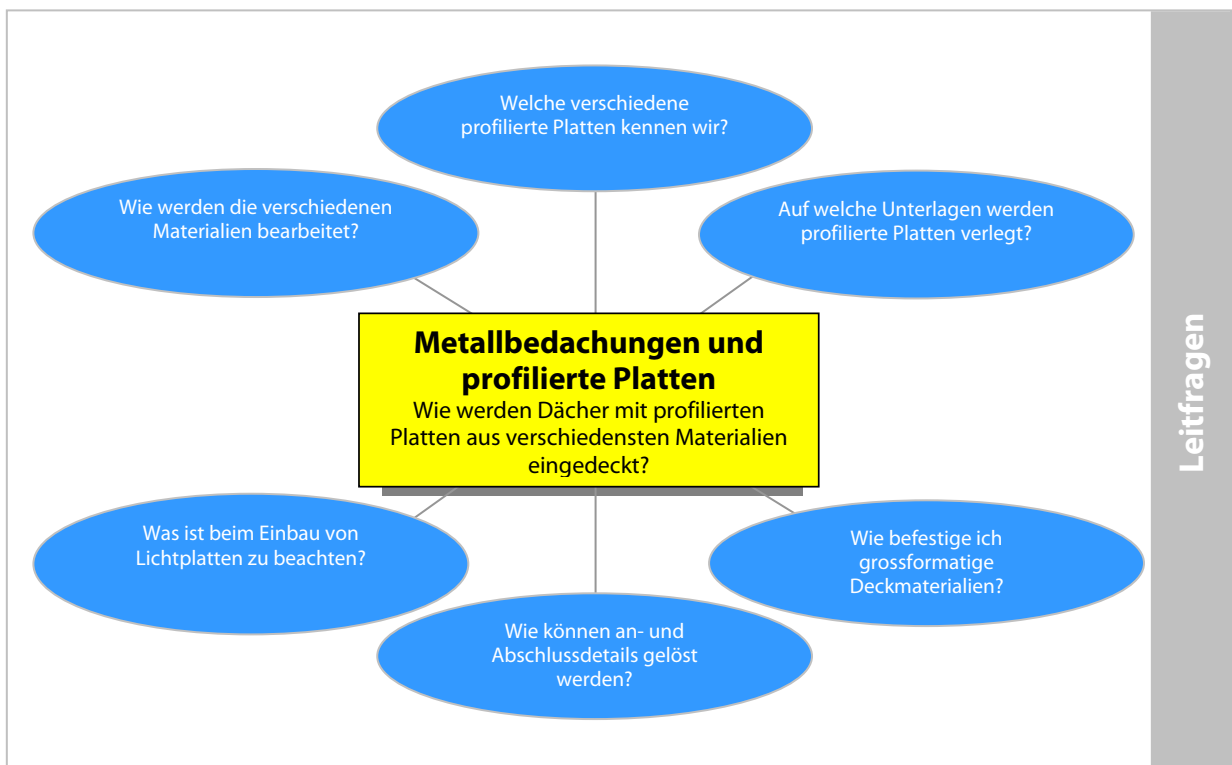 Welche verschiedene
profilierte Platten kennen wir?
Wie werden die verschiedenen
Materialien bearbeitet?
Auf welche Unterlagen werden
profilierte Platten verlegt?
Metallbedachungen und
profilierte Platten
Wie werden Dächer mit profilierten
Platten aus verschiedensten Materialien
eingedeckt?
Was ist beim Einbau von
Lichtplatten zu beachten?
Wie befestige ich
grossformatige
Deckmaterialien?
Wie können an- und
Abschlussdetails gelöst
werden?
Leitfragen